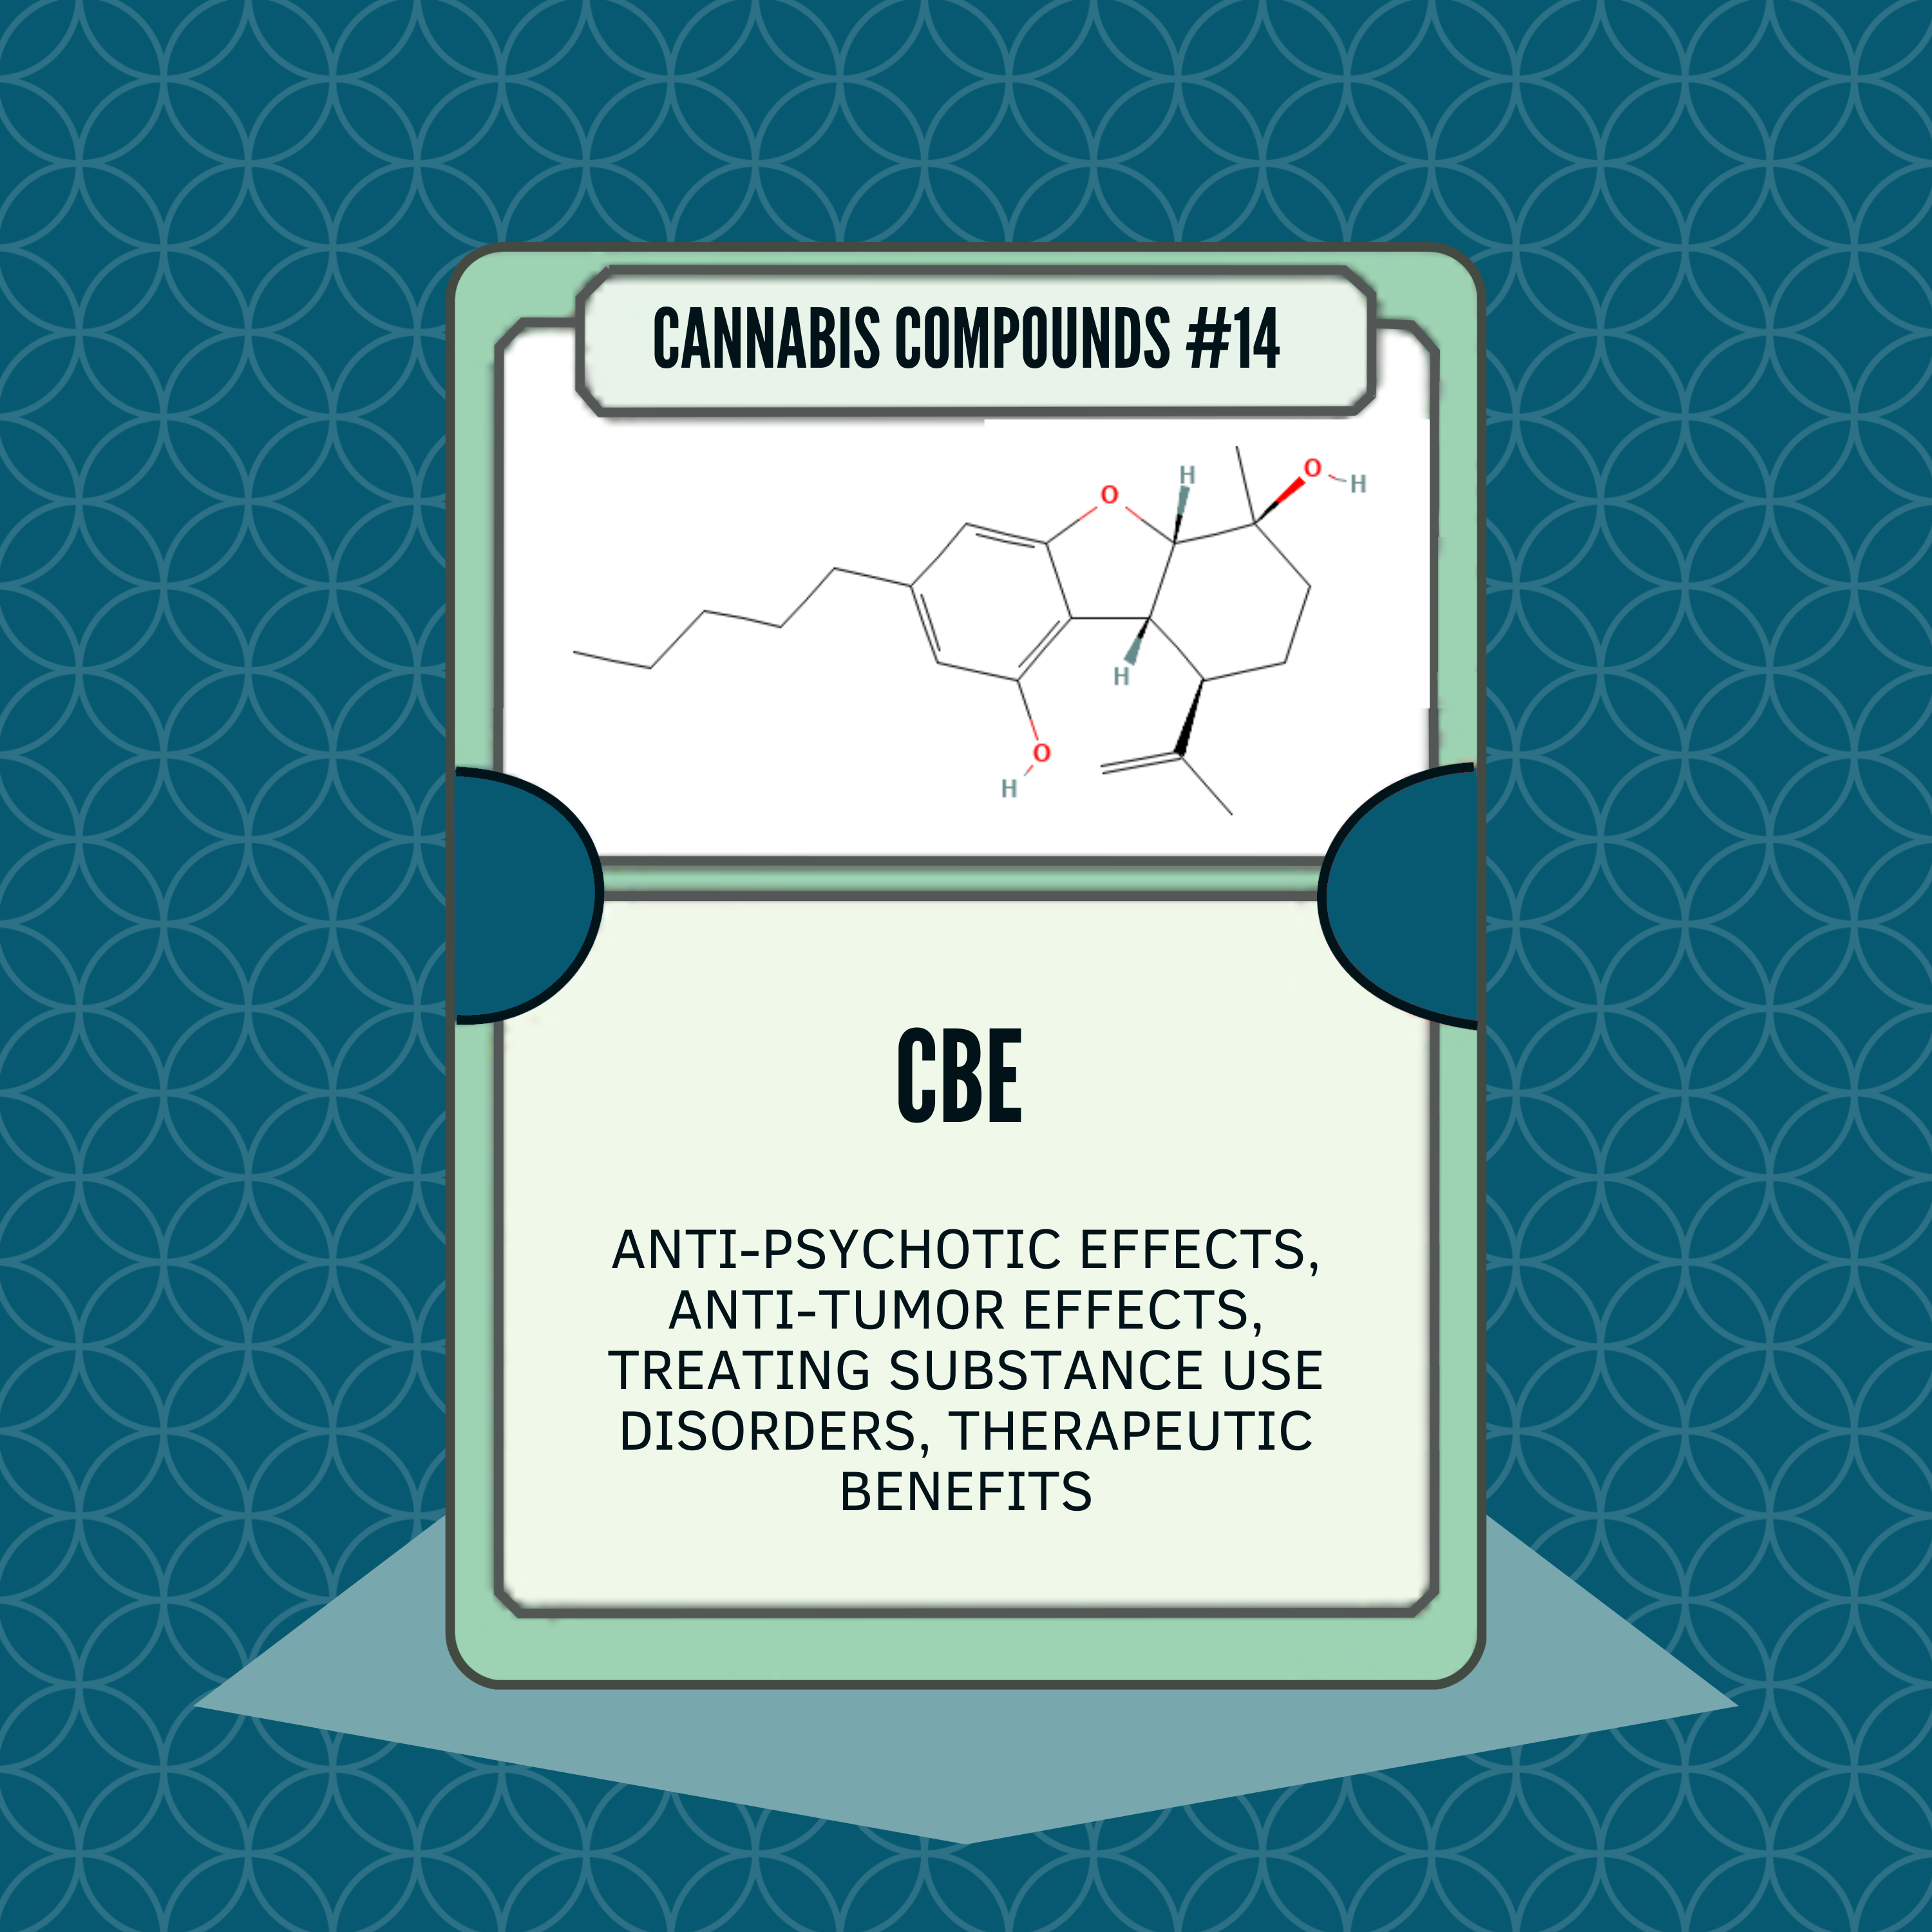 CANNABIS COMPOUNDS #14
O
H
O
H
H
O
H
CBE
ANTI-PSYCHOTIC EFFECTS,
ANTI-TUMOR EFFECTS,
TREATING SUBSTANCE USE
DISORDERS, THERAPEUTIC
BENEFITS